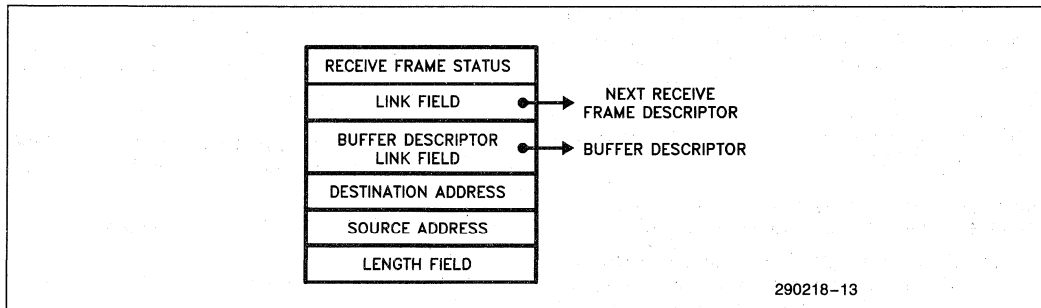 RECEIVE FRAME STATUS
LINK FIELD
NEXT RECEIVE
FRAME DESCRIPTOR
BUFFER DESCRIPTOR
LINK FIELD
BUFFER DESCRIPTOR
DESTINATION ADDRESS
SOURCE ADDRESS
LENGTH FIELD
290218-13